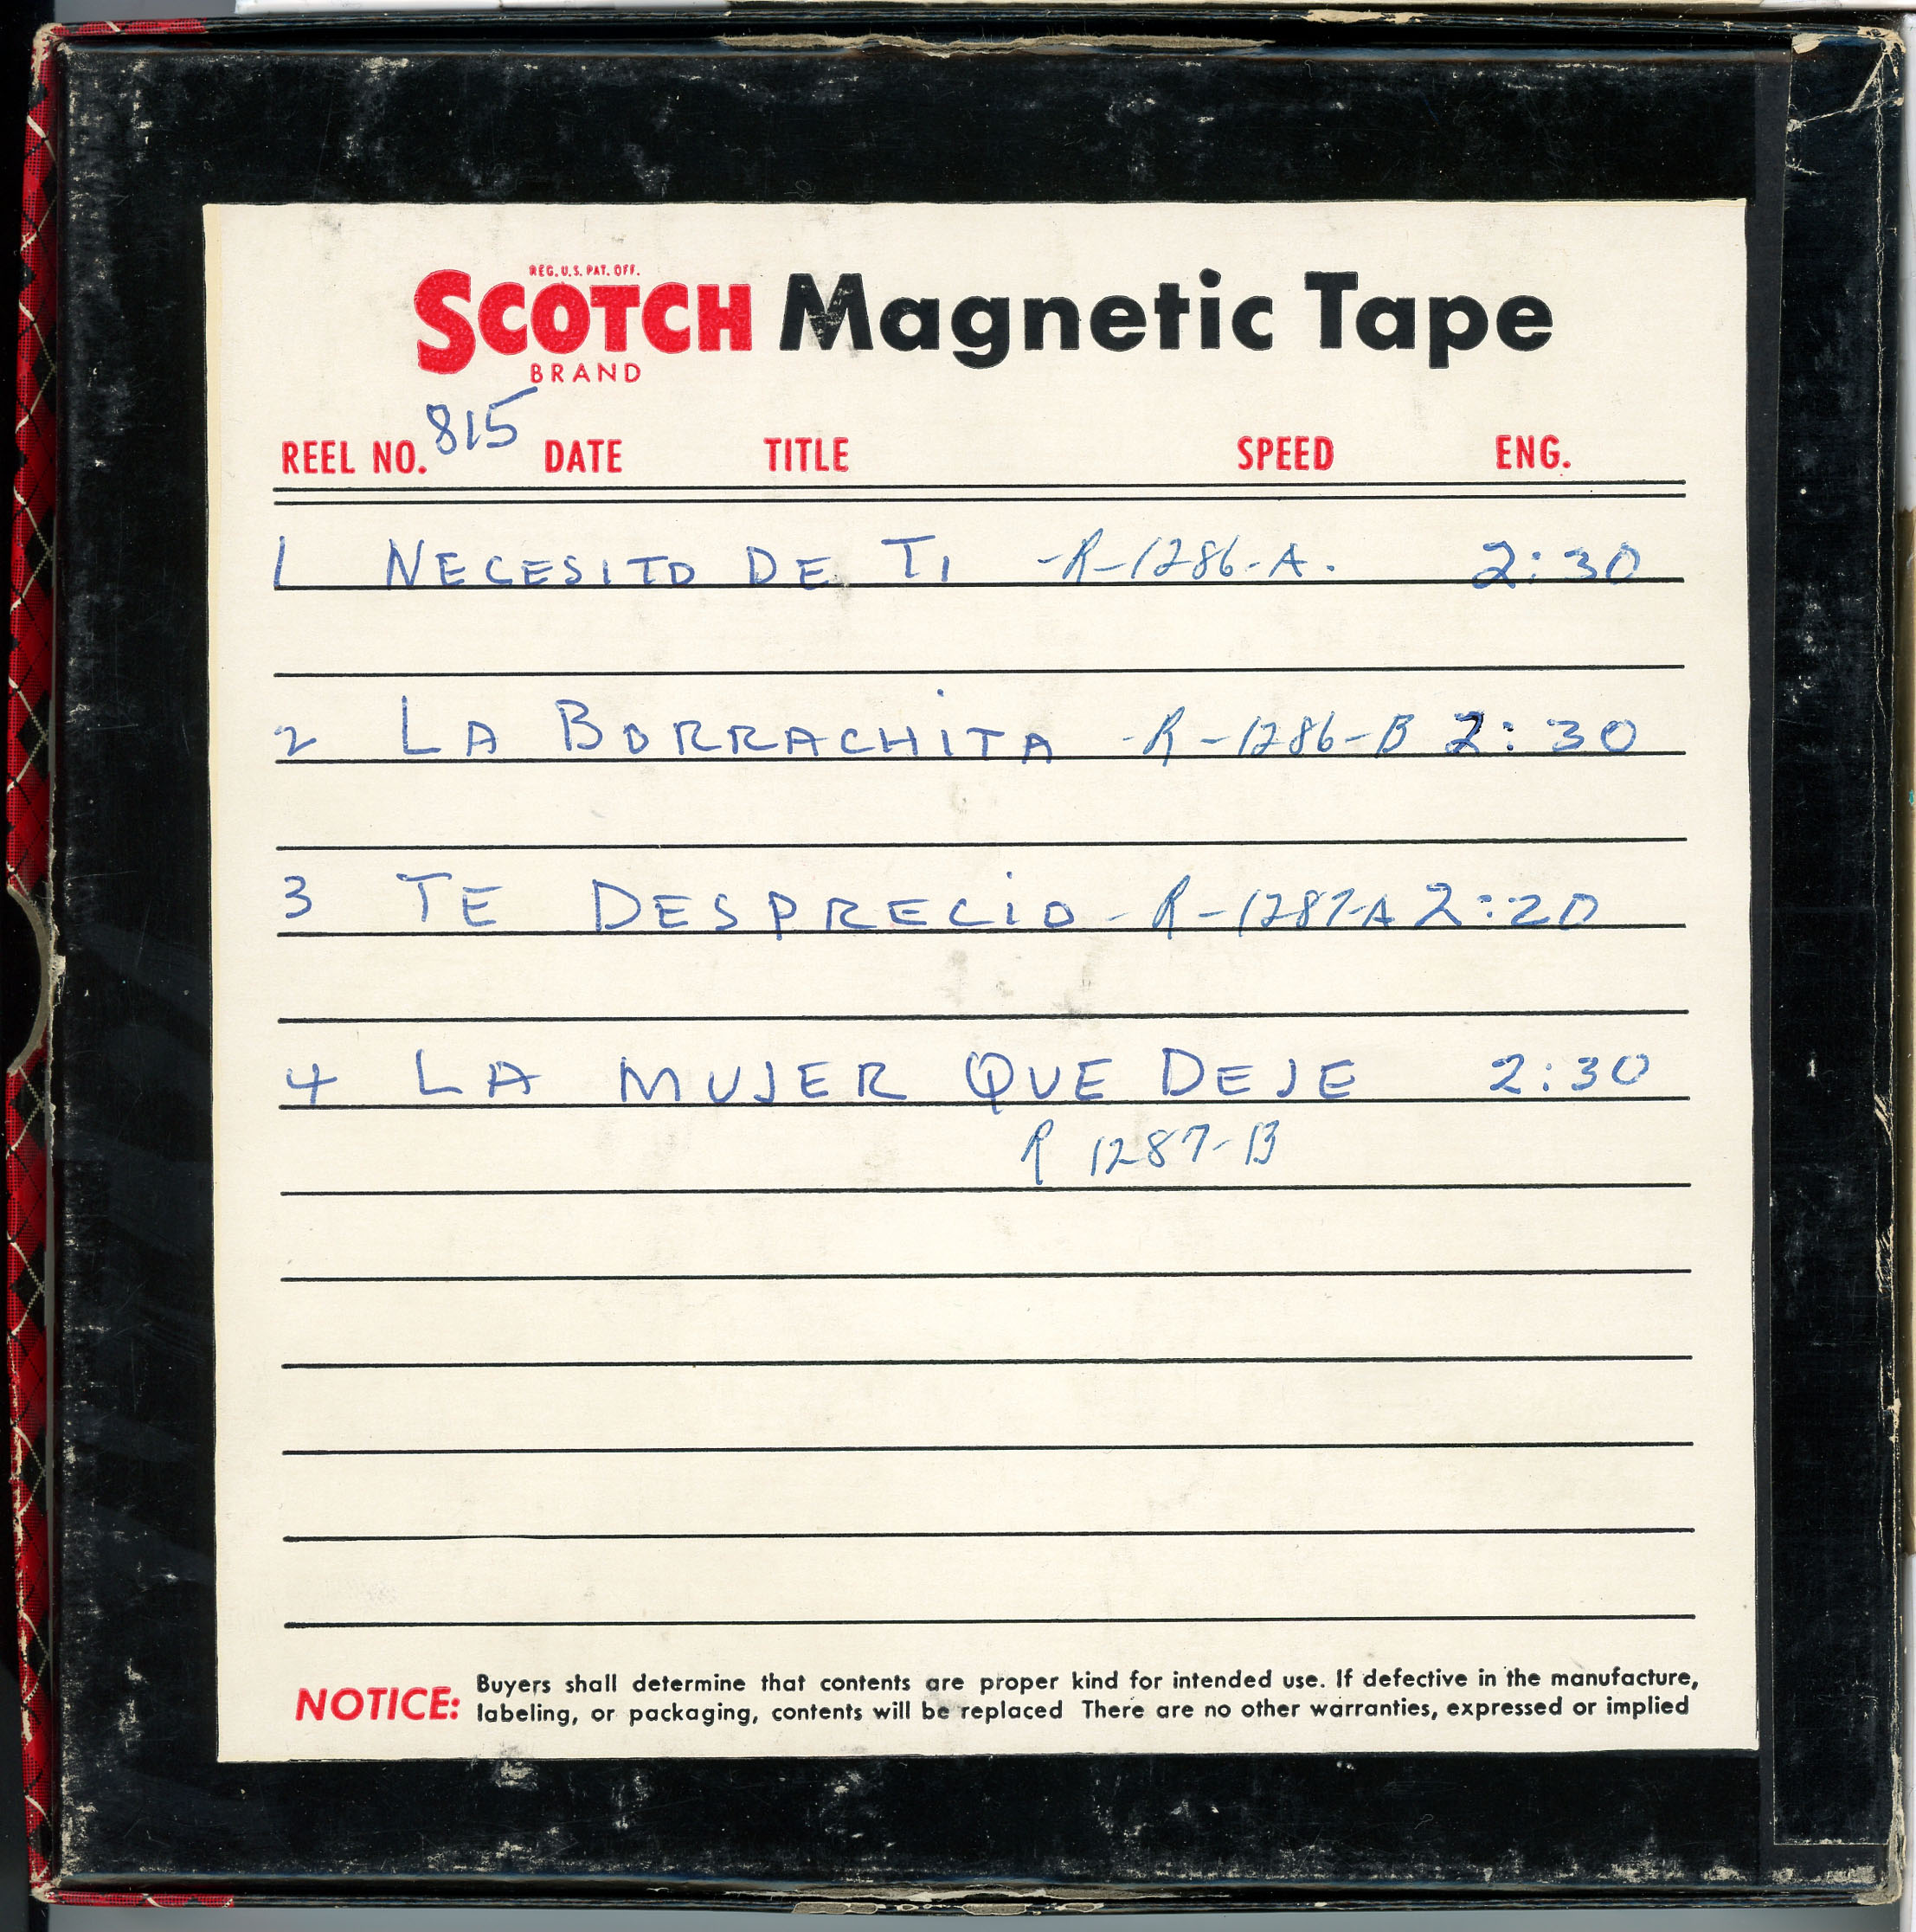 REG. U.S. PAT. OFF.
SCOTCH Magnetic Tape
BRAND
815
REEL NO. DATE TITLE SPEED ENG.
1 NECESITO DE TI -R-1286-A. 2:30
2 LA BORRACHITA -R-1286-B 2:30
3 TE DESPRECIO - R-1287-A 2:20
4 LA MUJER QUE DEJE 2:30
R 1287-B
NOTICE: Buyers shall determine that contents are proper kind for intended use. If defective in the manufacture,
labeling, or packaging, contents will be replaced There are no other warranties, expressed or implied